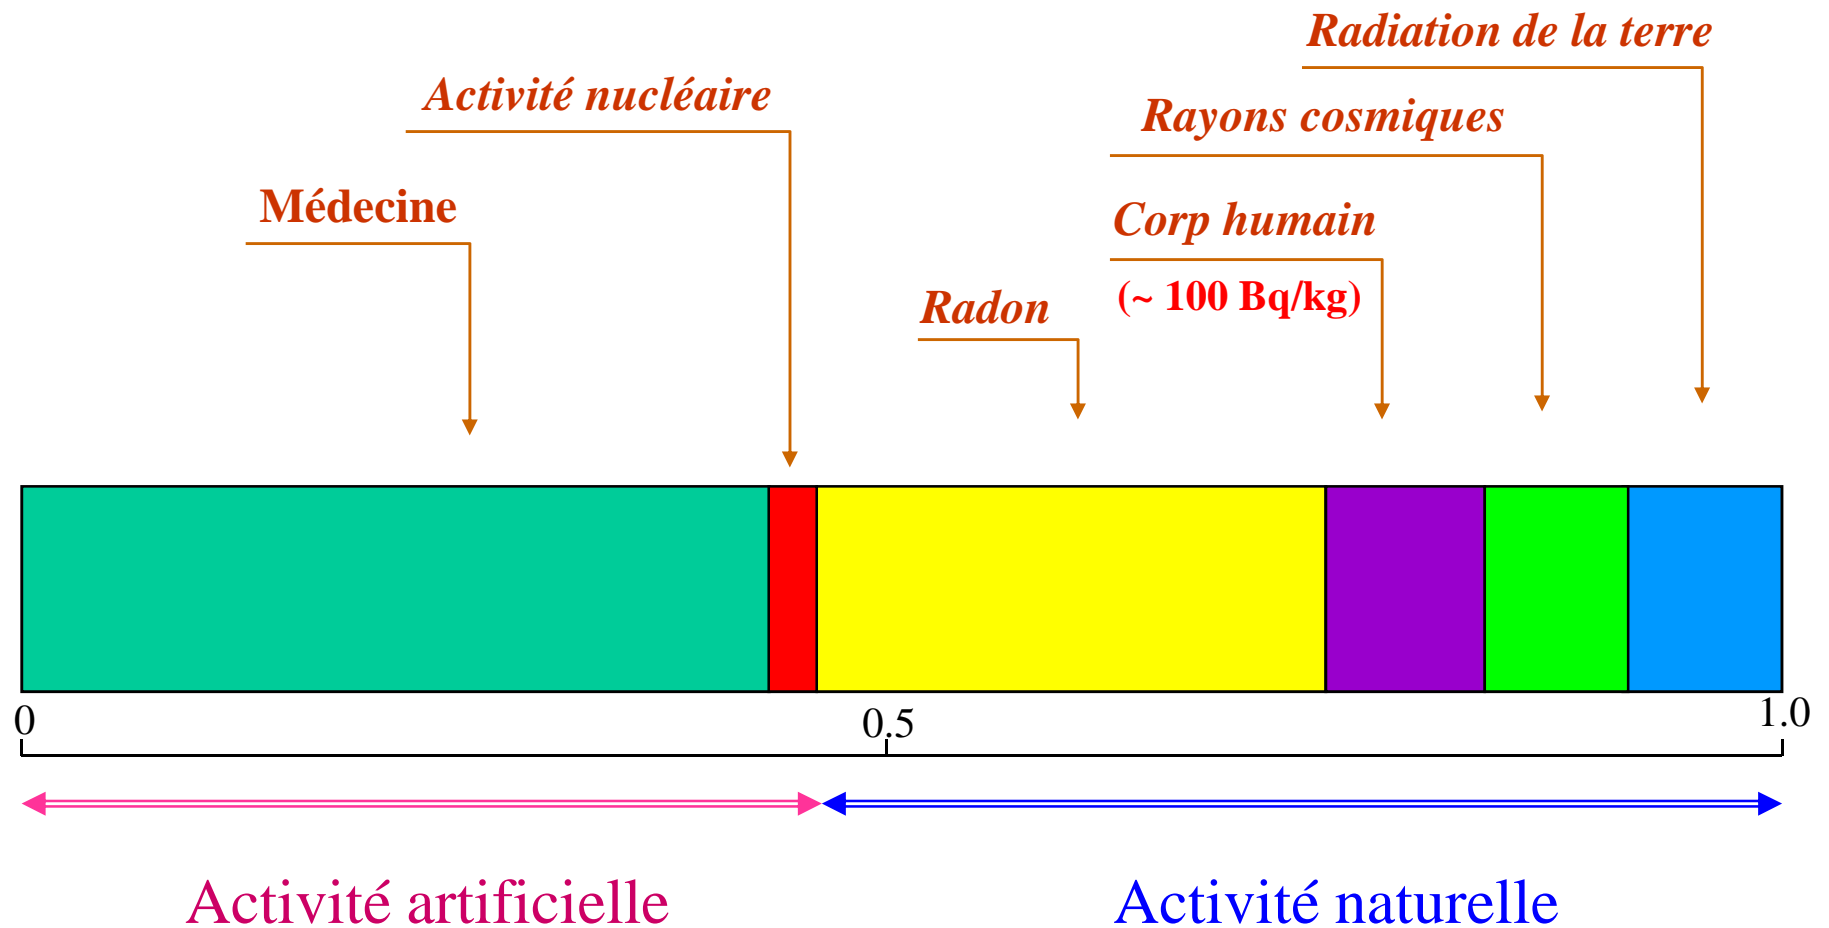 Radiation de la terre
Activité nucléaire
Rayons cosmiques
Médecine
Corp humain
(~ 100 Bq/kg)
Radon
0
0.5
1.0
Activité artificielle
Activité naturelle